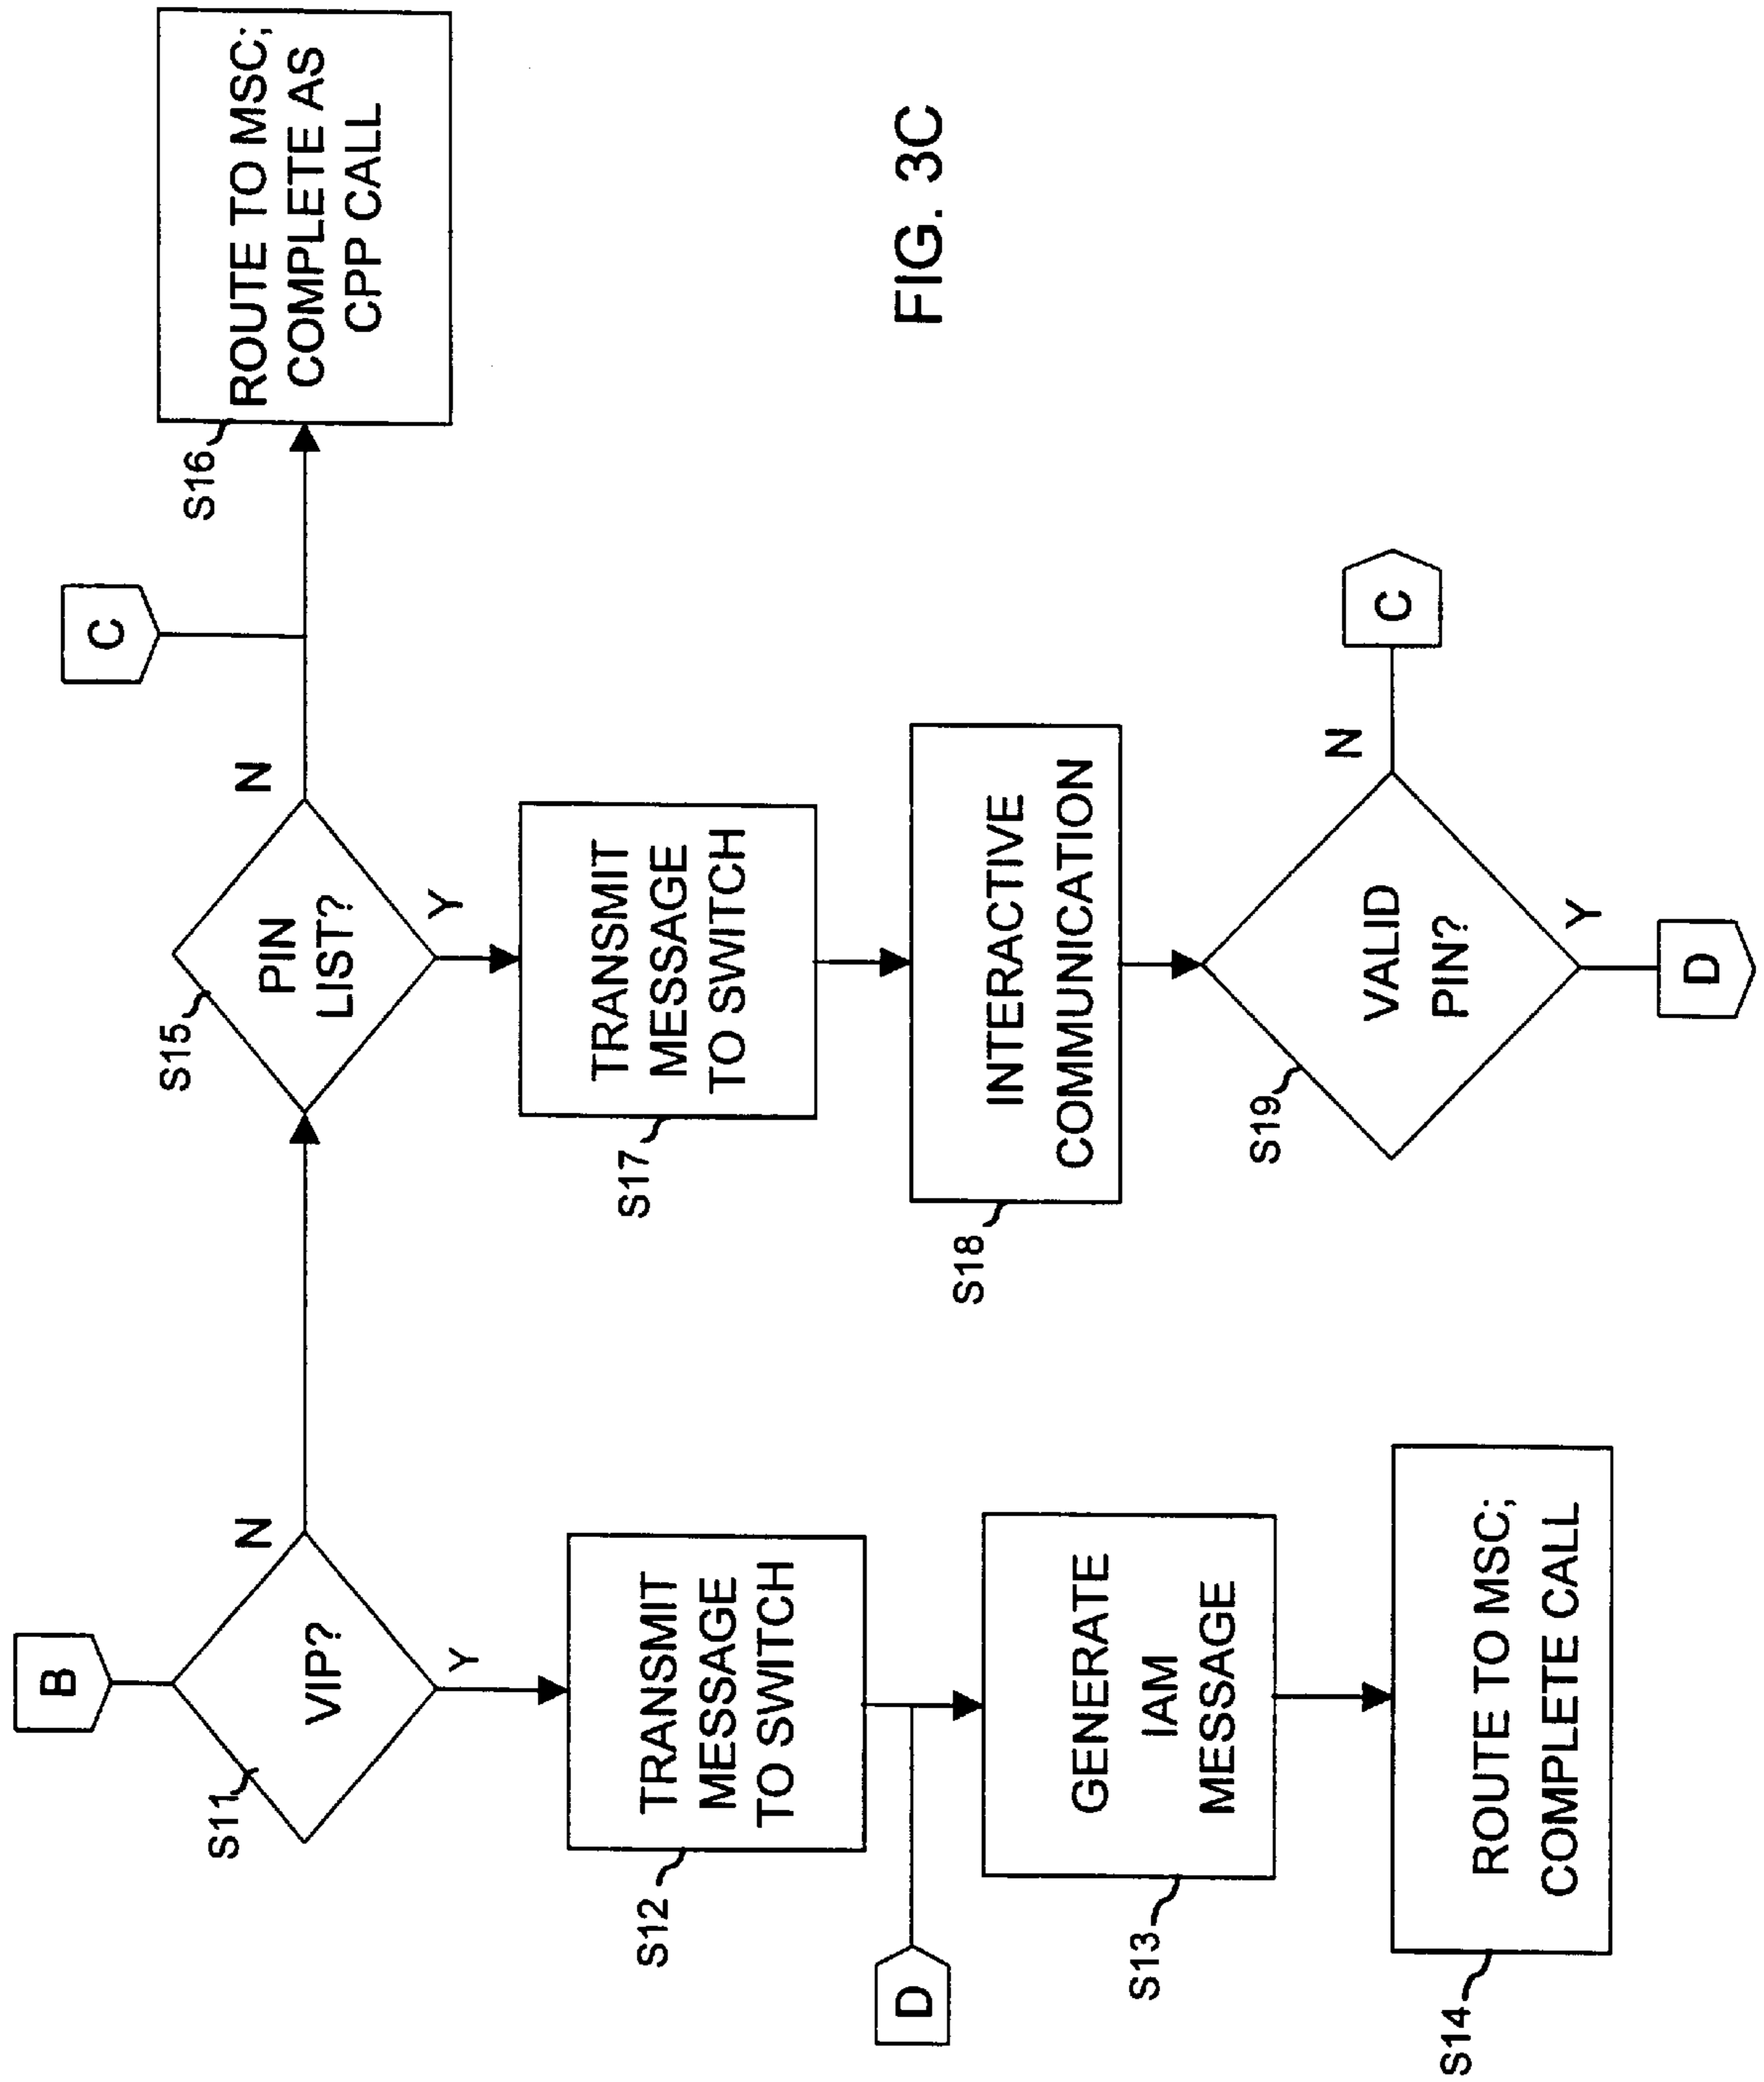 B
S11
VIP?
N
Y
S12
TRANSMIT
MESSAGE
TO SWITCH
D
S13
GENERATE
IAM
MESSAGE
S14
ROUTE TO MSC;
COMPLETE CALL
S15
PIN
LIST?
N
Y
C
S16
ROUTE TO MSC;
COMPLETE AS
CPP CALL
S17
TRANSMIT
MESSAGE
TO SWITCH
S18
INTERACTIVE
COMMUNICATION
S19
VALID
PIN?
N
C
Y
D
FIG. 3C